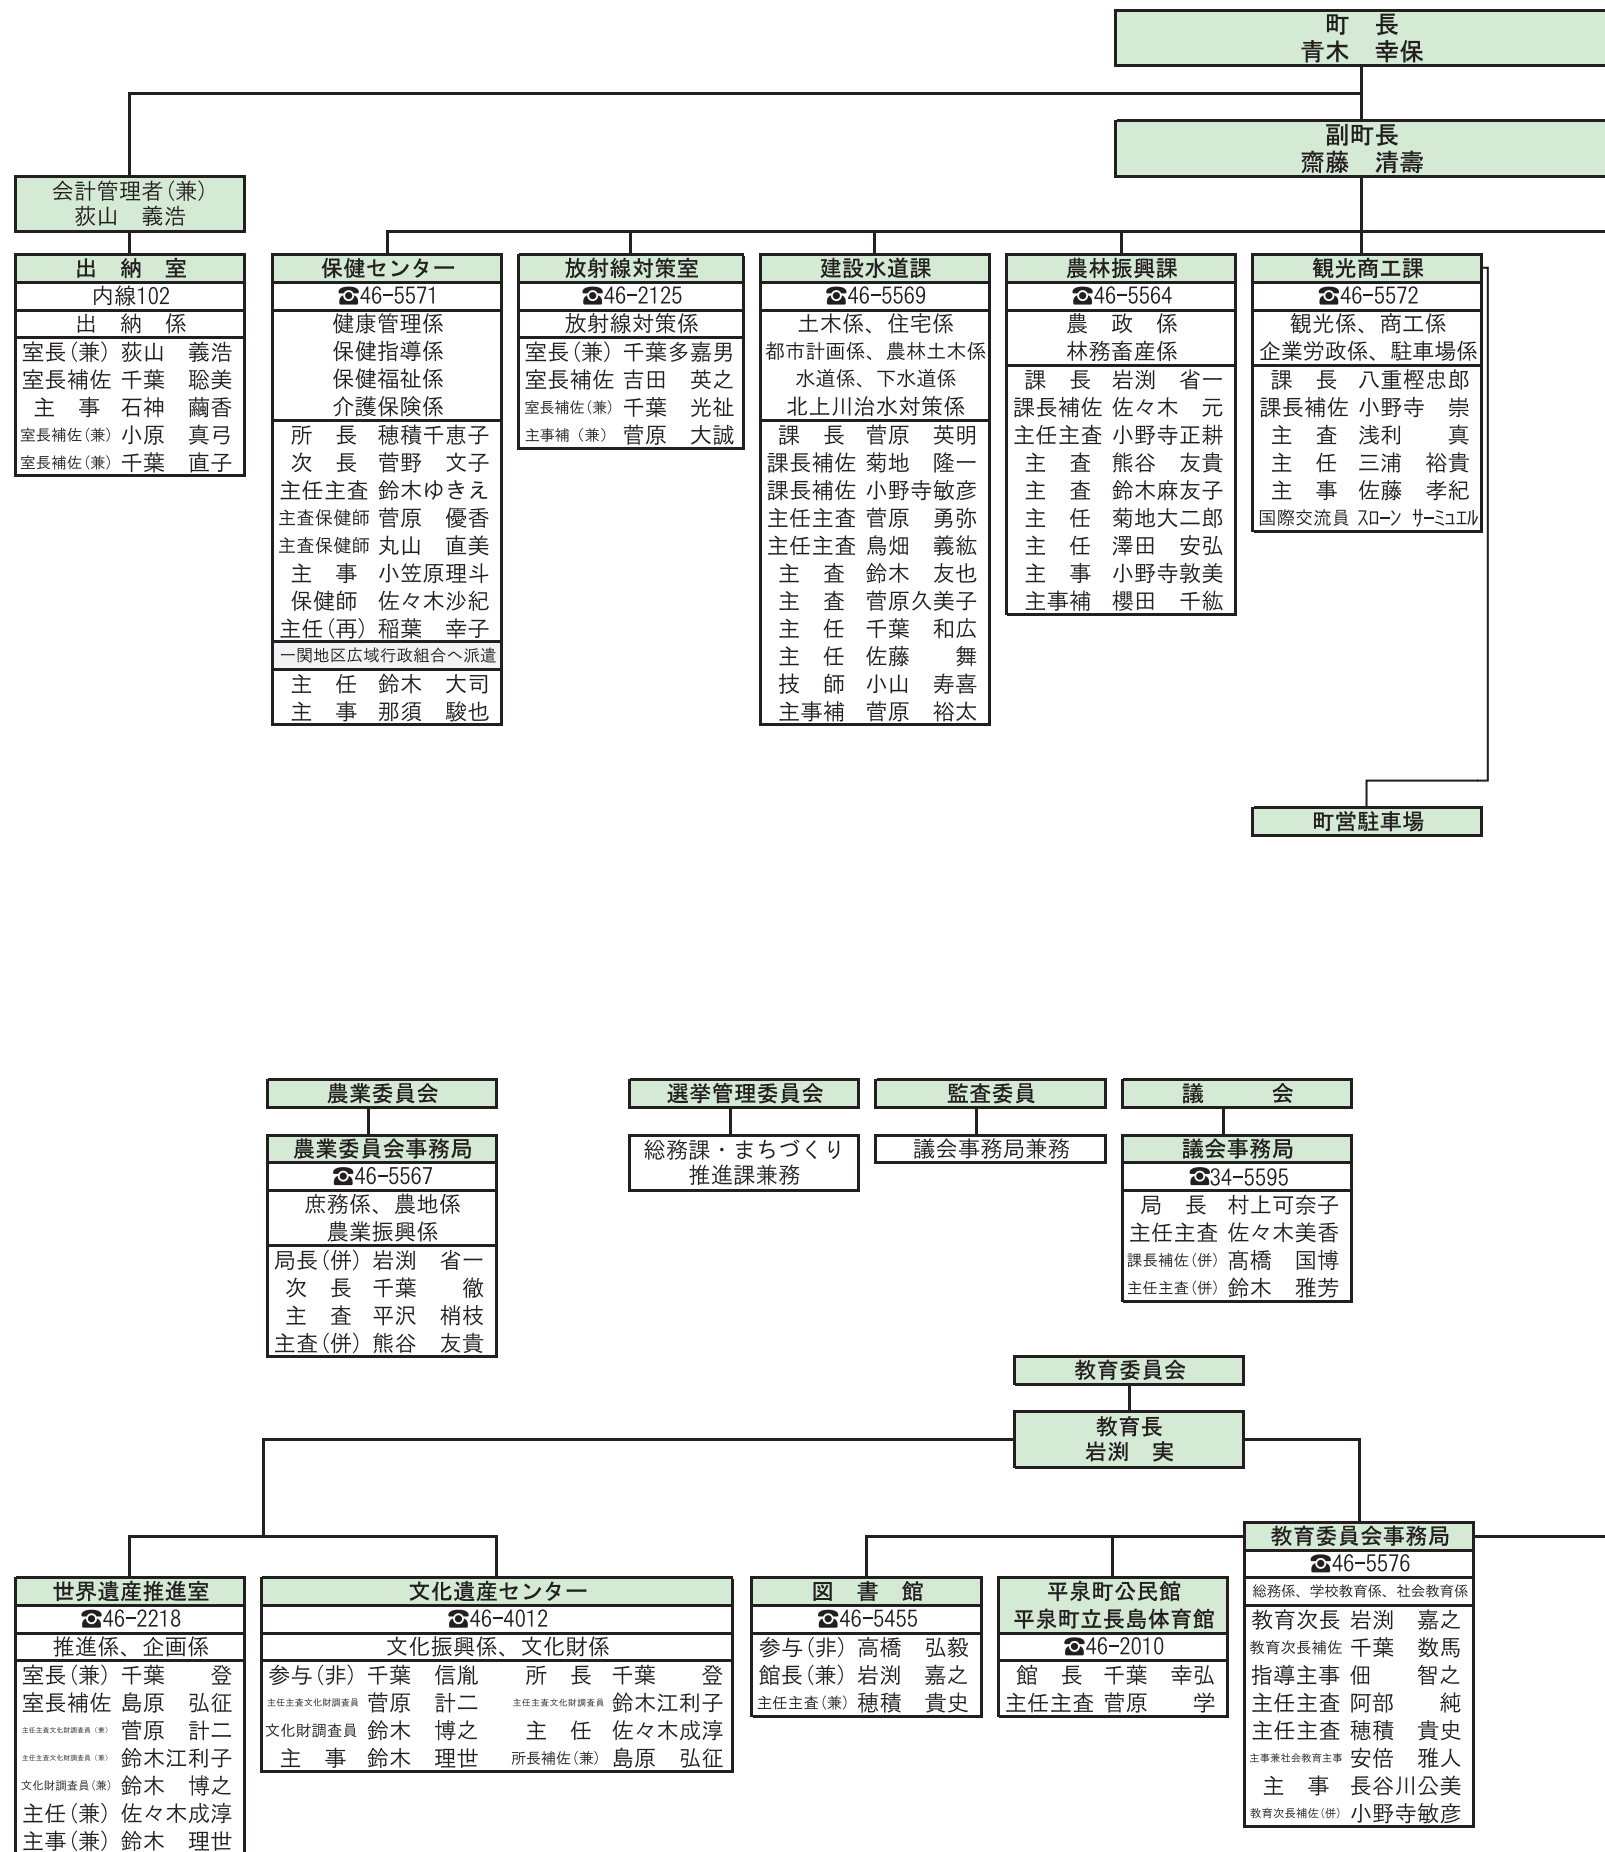 町　長
青木　幸保
副町長
齋藤　清壽
会計管理者(兼)
荻山　義浩
出　納　室
内線102
出　納　係
室長(兼) 荻山　義浩
室長補佐 千葉　聡美
主　事 石神　繭香
室長補佐(兼) 小原　真弓
室長補佐(兼) 千葉　直子
保健センター
☎46−5571
健康管理係
保健指導係
保健福祉係
介護保険係
所　長 穂積千恵子
次　長 菅野　文子
主任主査 鈴木ゆきえ
主査保健師 菅原　優香
主査保健師 丸山　直美
主　事 小笠原理斗
保健師 佐々木沙紀
主任(再) 稲葉　幸子
一関地区広域行政組合へ派遣
主　任 鈴木　大司
主　事 那須　駿也
放射線対策室
☎46−2125
放射線対策係
室長(兼) 千葉多嘉男
室長補佐 吉田　英之
室長補佐(兼) 千葉　光祉
主事補（兼） 菅原　大誠
建設水道課
☎46−5569
土木係、住宅係
都市計画係、農林土木係
水道係、下水道係
北上川治水対策係
課　長 菅原　英明
課長補佐 菊地　隆一
課長補佐 小野寺敏彦
主任主査 菅原　勇弥
主任主査 鳥畑　義紘
主　査 鈴木　友也
主　査 菅原久美子
主　任 千葉　和広
主　任 佐藤　　舞
技　師 小山　寿喜
主事補 菅原　裕太
農林振興課
☎46−5564
農　政　係
林務畜産係
課　長 岩渕　省一
課長補佐 佐々木　元
主任主査 小野寺正耕
主　査 熊谷　友貴
主　査 鈴木麻友子
主　任 菊地大二郎
主　任 澤田　安弘
主　事 小野寺敦美
主事補 櫻田　千紘
観光商工課
☎46−5572
観光係、商工係
企業労政係、駐車場係
課　長 八重樫忠郎
課長補佐 小野寺　崇
主　査 浅利　　真
主　任 三浦　裕貴
主　事 佐藤　孝紀
国際交流員 スローン サーミュエル
町営駐車場
農業委員会
農業委員会事務局
☎46−5567
庶務係、農地係
農業振興係
局長(併) 岩渕　省一
次　長 千葉　　徹
主　査 平沢　梢枝
主査(併) 熊谷　友貴
選挙管理委員会
総務課・まちづくり
推進課兼務
監査委員
議会事務局兼務
議　　　会
議会事務局
☎34−5595
局　長 村上可奈子
主任主査 佐々木美香
課長補佐(併) 髙橋　国博
主任主査(併) 鈴木　雅芳
教育委員会
教育長
岩渕　実
世界遺産推進室
☎46−2218
推進係、企画係
室長(兼) 千葉　　登
室長補佐 島原　弘征
主任主査文化財調査員（兼） 菅原　計二
主任主査文化財調査員（兼） 鈴木江利子
文化財調査員(兼) 鈴木　博之
主任(兼) 佐々木成淳
主事(兼) 鈴木　理世
文化遺産センター
☎46−4012
文化振興係、文化財係
参与(非) 千葉　信胤　所　長 千葉　　登
主任主査文化財調査員 菅原　計二　主任主査文化財調査員 鈴木江利子
文化財調査員 鈴木　博之　主　任 佐々木成淳
主　事 鈴木　理世　所長補佐(兼) 島原　弘征
図　書　館
☎46−5455
参与(非) 高橋　弘毅
館長(兼) 岩渕　嘉之
主任主査(兼) 穂積　貴史
平泉町公民館
平泉町立長島体育館
☎46−2010
館　長 千葉　幸弘
主任主査 菅原　　学
教育委員会事務局
☎46−5576
総務係、学校教育係、社会教育係
教育次長 岩渕　嘉之
教育次長補佐 千葉　数馬
指導主事 佃　　智之
主任主査 阿部　　純
主任主査 穂積　貴史
主事兼社会教育主事 安倍　雅人
主　事 長谷川公美
教育次長補佐(併) 小野寺敏彦